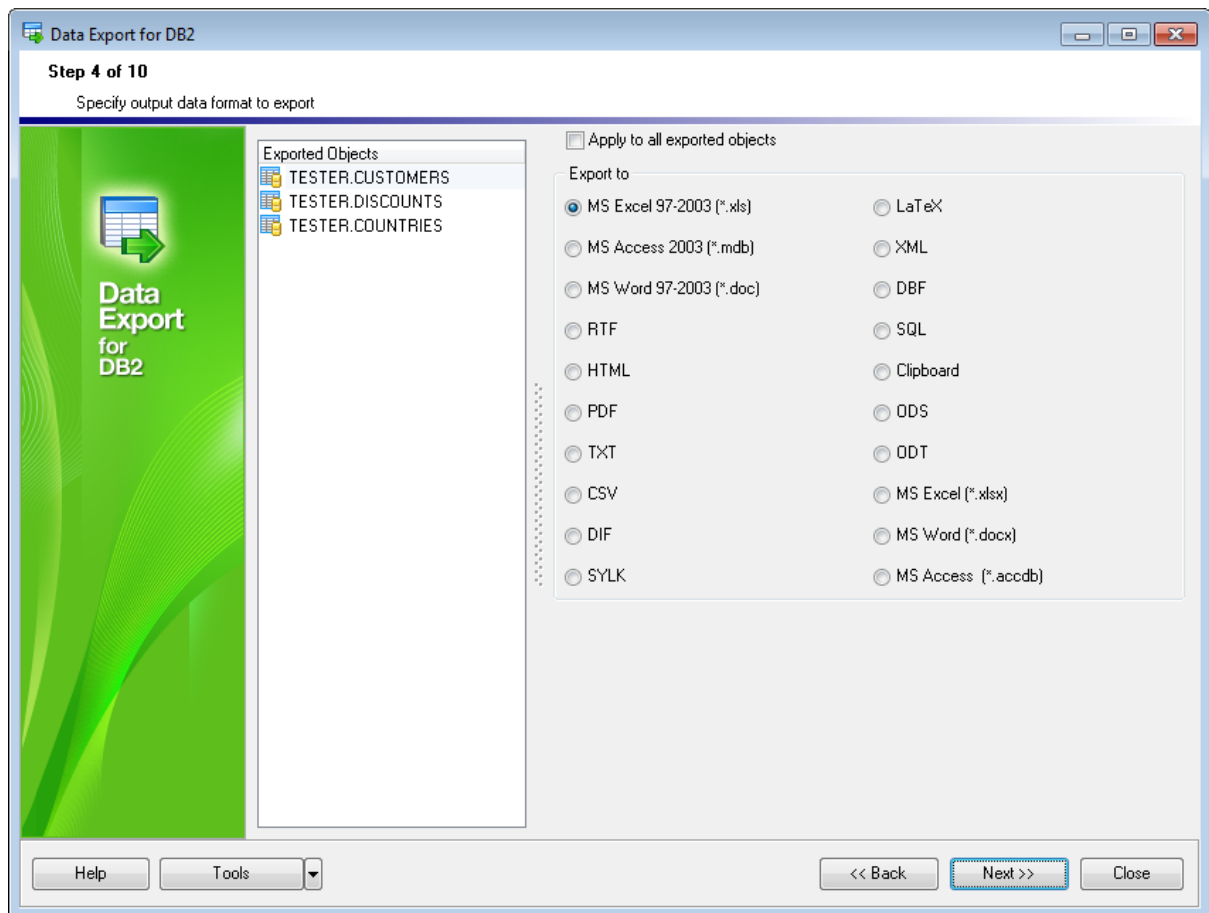 Data Export for DB2
Step 4 of 10
Specify output data format to export
Data
Export
for
DB2
Exported Objects
TESTER.CUSTOMERS
TESTER.DISCOUNTS
TESTER.COUNTRIES
Apply to all exported objects
Export to
MS Excel 97-2003 (*.xls)
MS Access 2003 (*.mdb)
MS Word 97-2003 (*.doc)
RTF
HTML
PDF
TXT
CSV
DIF
SYLK
LaTeX
XML
DBF
SQL
Clipboard
ODS
ODT
MS Excel (*.xlsx)
MS Word (*.docx)
MS Access (*.accdb)
Help
Tools
<< Back
Next >>
Close